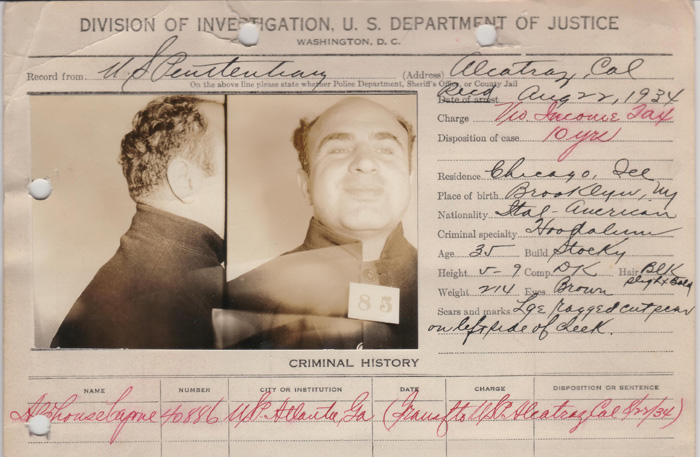 DIVISION OF INVESTIGATION, U. S. DEPARTMENT OF JUSTICE
WASHINGTON, D. C.
Record from U S Penitentiary (Address) Alcatraz, Cal
On the above line please state whether Police Department, Sheriff's Office, or County Jail
Recd
Date of arrest Aug 22, 1934
Charge Vio. Income Tax
Disposition of case 10 yrs
Residence Chicago, Ill
Place of birth Brooklyn, Ny
Nationality Ital-American
Criminal specialty Hoodlum
Age 35 Build Stocky
Height 5-9 Comp. DK Hair BLK
slight Bald
Weight 214 Eyes Brown
Scars and marks Lge ragged cut scar
on left side of cheek.
85
CRIMINAL HISTORY
NAME NUMBER CITY OR INSTITUTION DATE CHARGE DISPOSITION OR SENTENCE
Alphonse Capone 40886 USP. Atlanta, Ga (Transf to USP. Alcatraz Cal 8/22/34)